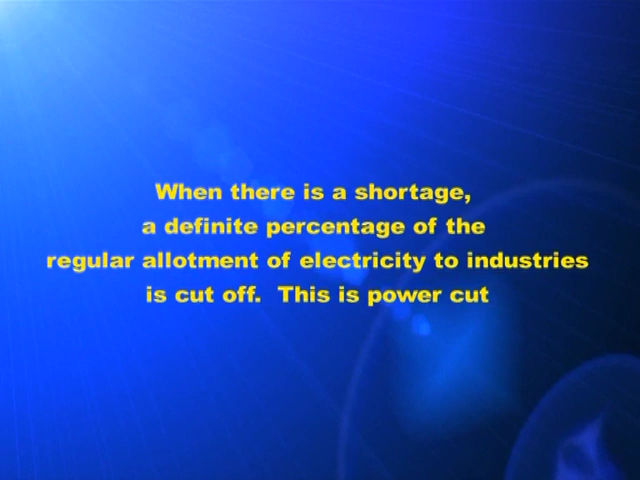 When there is a shortage,
a definite percentage of the
regular allotment of electricity to industries
is cut off.  This is power cut